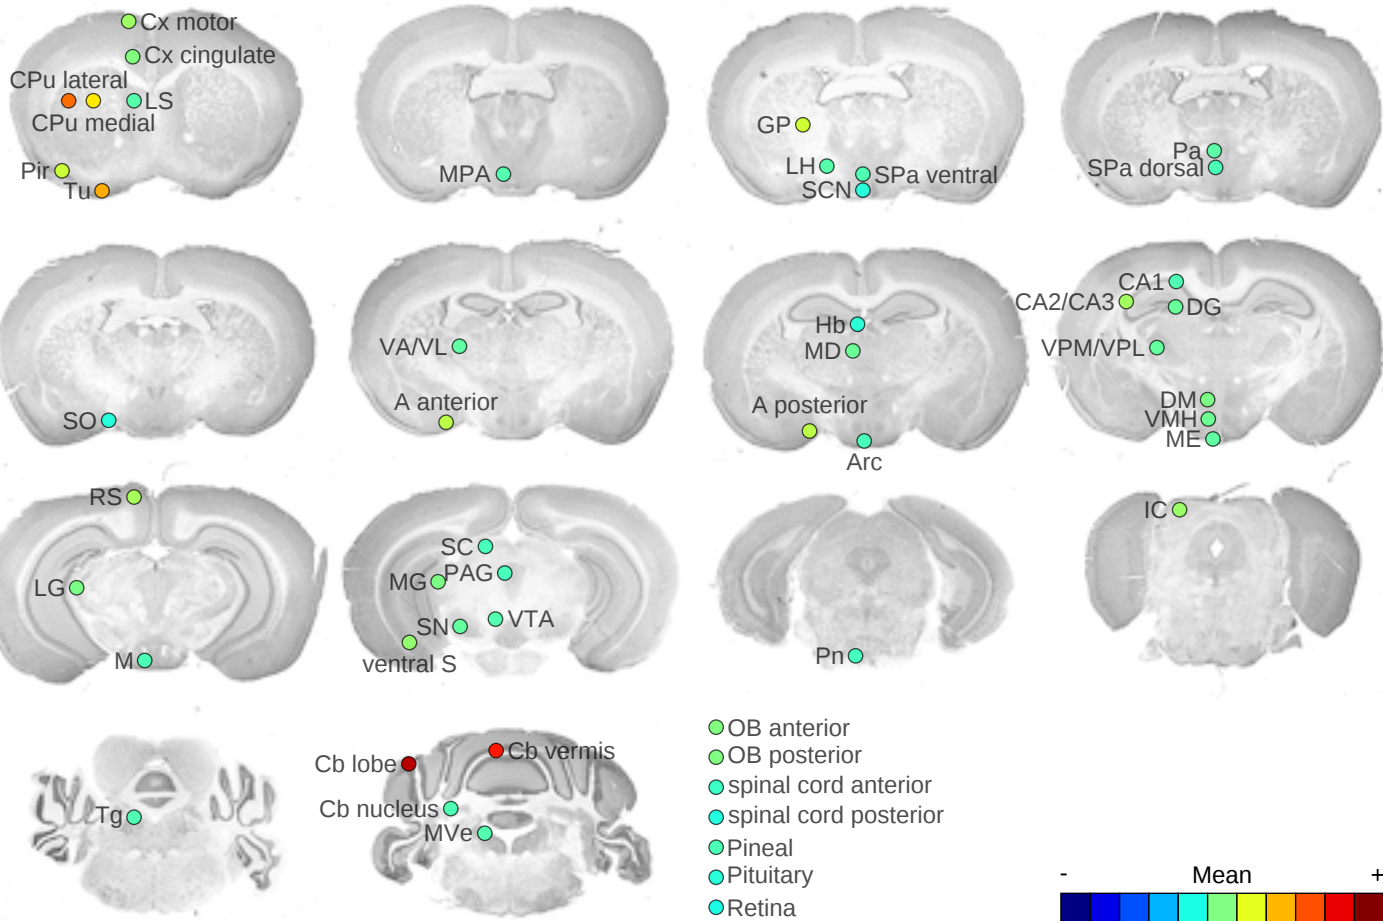 Cx motor
Cx cingulate
CPu lateral
LS
CPu medial
Pir
Tu
MPA
GP
LH
SPa ventral
SCN
Pa
SPa dorsal
SO
VA/VL
A anterior
Hb
MD
A posterior
Arc
CA1
CA2/CA3
DG
VPM/VPL
DM
VMH
ME
RS
LG
M
SC
MG
PAG
SN
VTA
ventral S
Pn
IC
Tg
Cb lobe
Cb vermis
Cb nucleus
MVe
OB anterior
OB posterior
spinal cord anterior
spinal cord posterior
Pineal
Pituitary
Retina
- Mean +